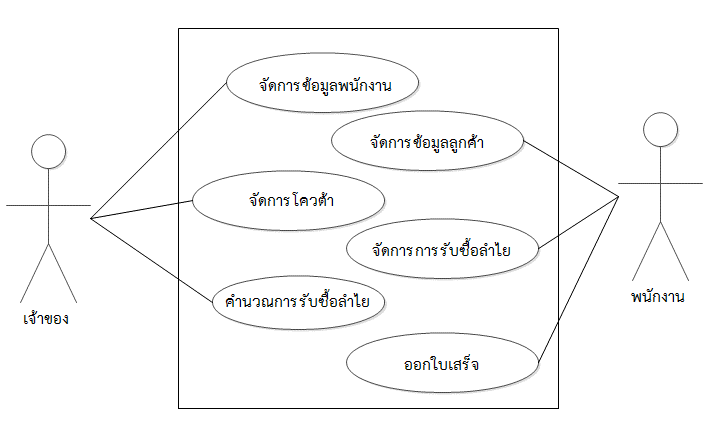 จัดการข้อมูลพนักงาน
จัดการข้อมูลลูกค้า
จัดการโควต้า
จัดการการรับซื้อลำไย
คำนวณการรับซื้อลำไย
ออกใบเสร็จ
เจ้าของ
พนักงาน